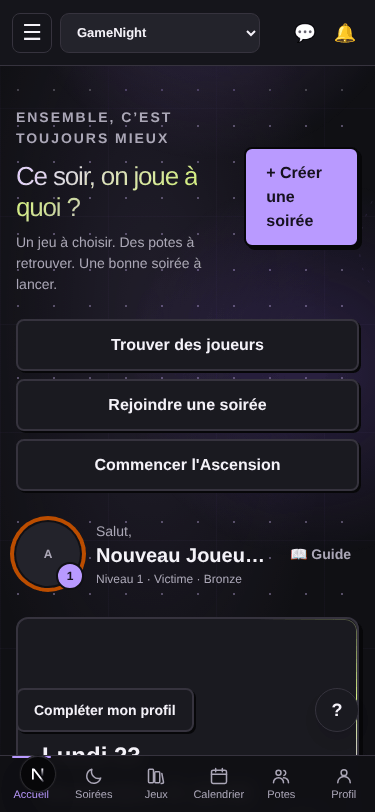 ☰ GameNight 💬 🔔
ENSEMBLE, C'EST
TOUJOURS MIEUX
Ce soir, on joue à
quoi ?
Un jeu à choisir. Des potes à
retrouver. Une bonne soirée à
lancer.
+ Créer
une
soirée
Trouver des joueurs
Rejoindre une soirée
Commencer l'Ascension
A
1
Salut,
Nouveau Joueu…
Niveau 1 · Victime · Bronze
📖 Guide
Compléter mon profil
?
Lundi 23
N
Accueil
Soirées
Jeux
Calendrier
Potes
Profil